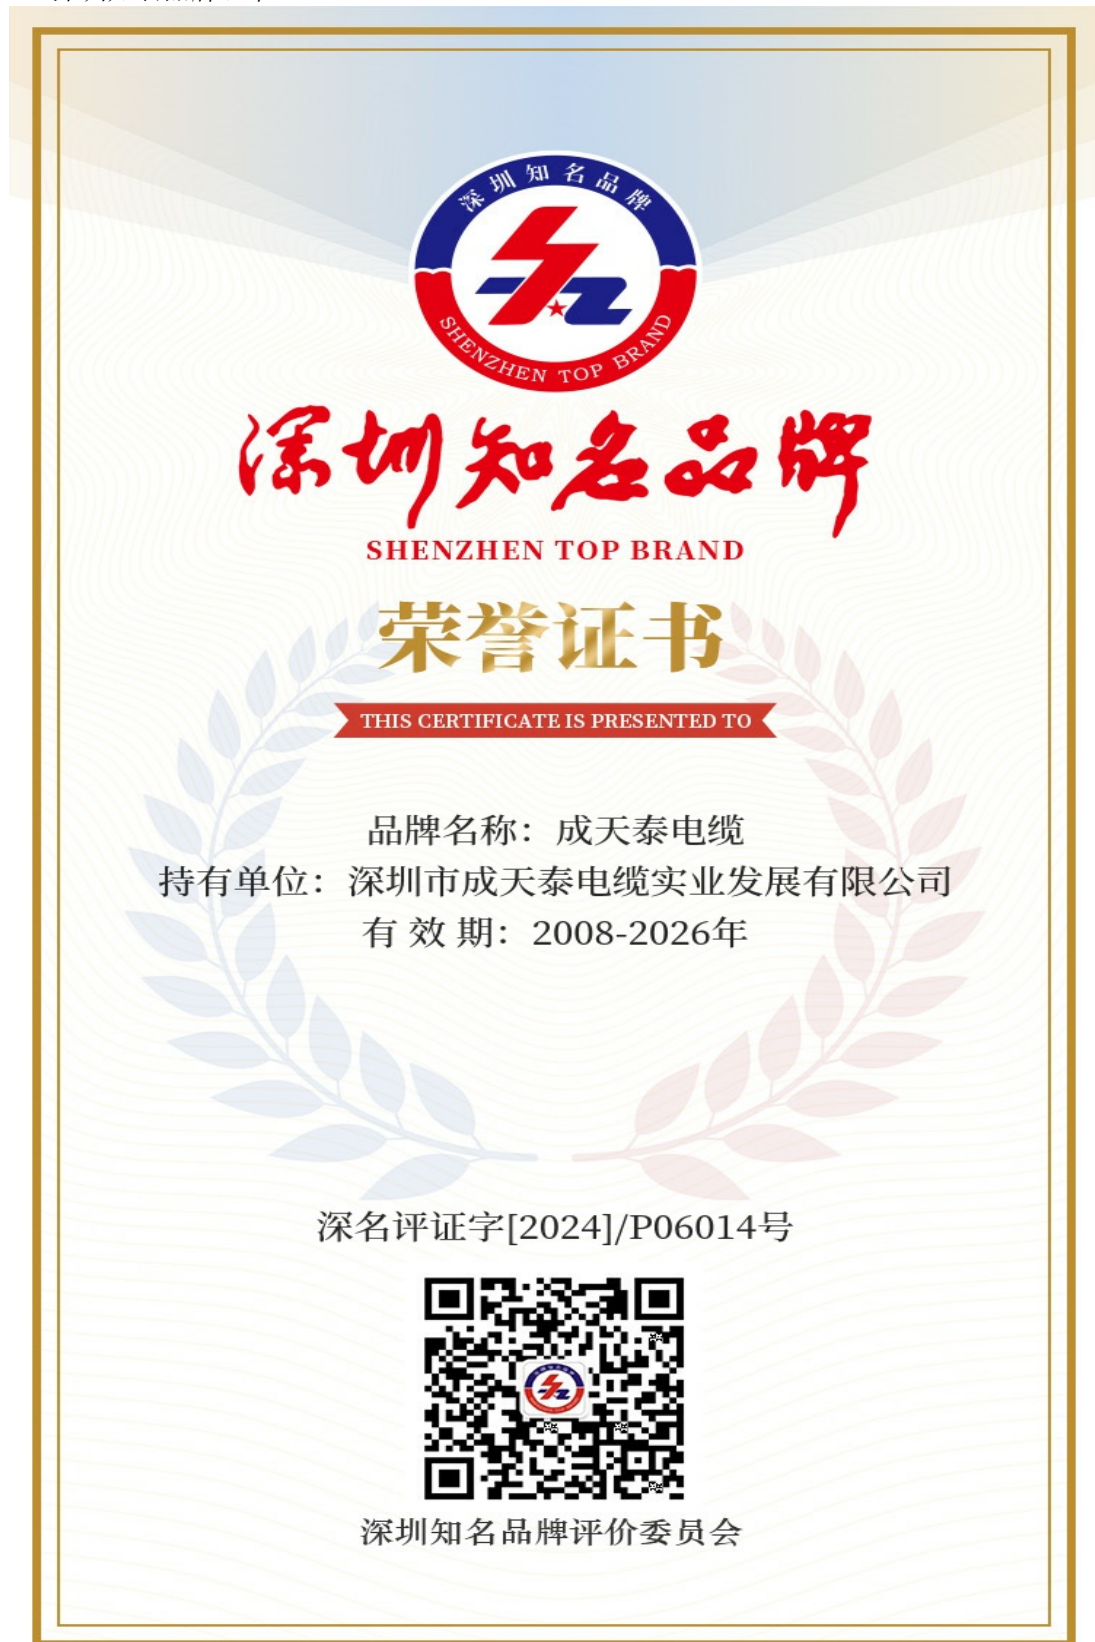 深圳知名品牌
SHENZHEN TOP BRAND
深圳知名品牌
SHENZHEN TOP BRAND
荣誉证书
THIS CERTIFICATE IS PRESENTED TO
品牌名称：成天泰电缆
持有单位：深圳市成天泰电缆实业发展有限公司
有 效 期：2008-2026年
深名评证字[2024]/P06014号
深圳知名品牌评价委员会